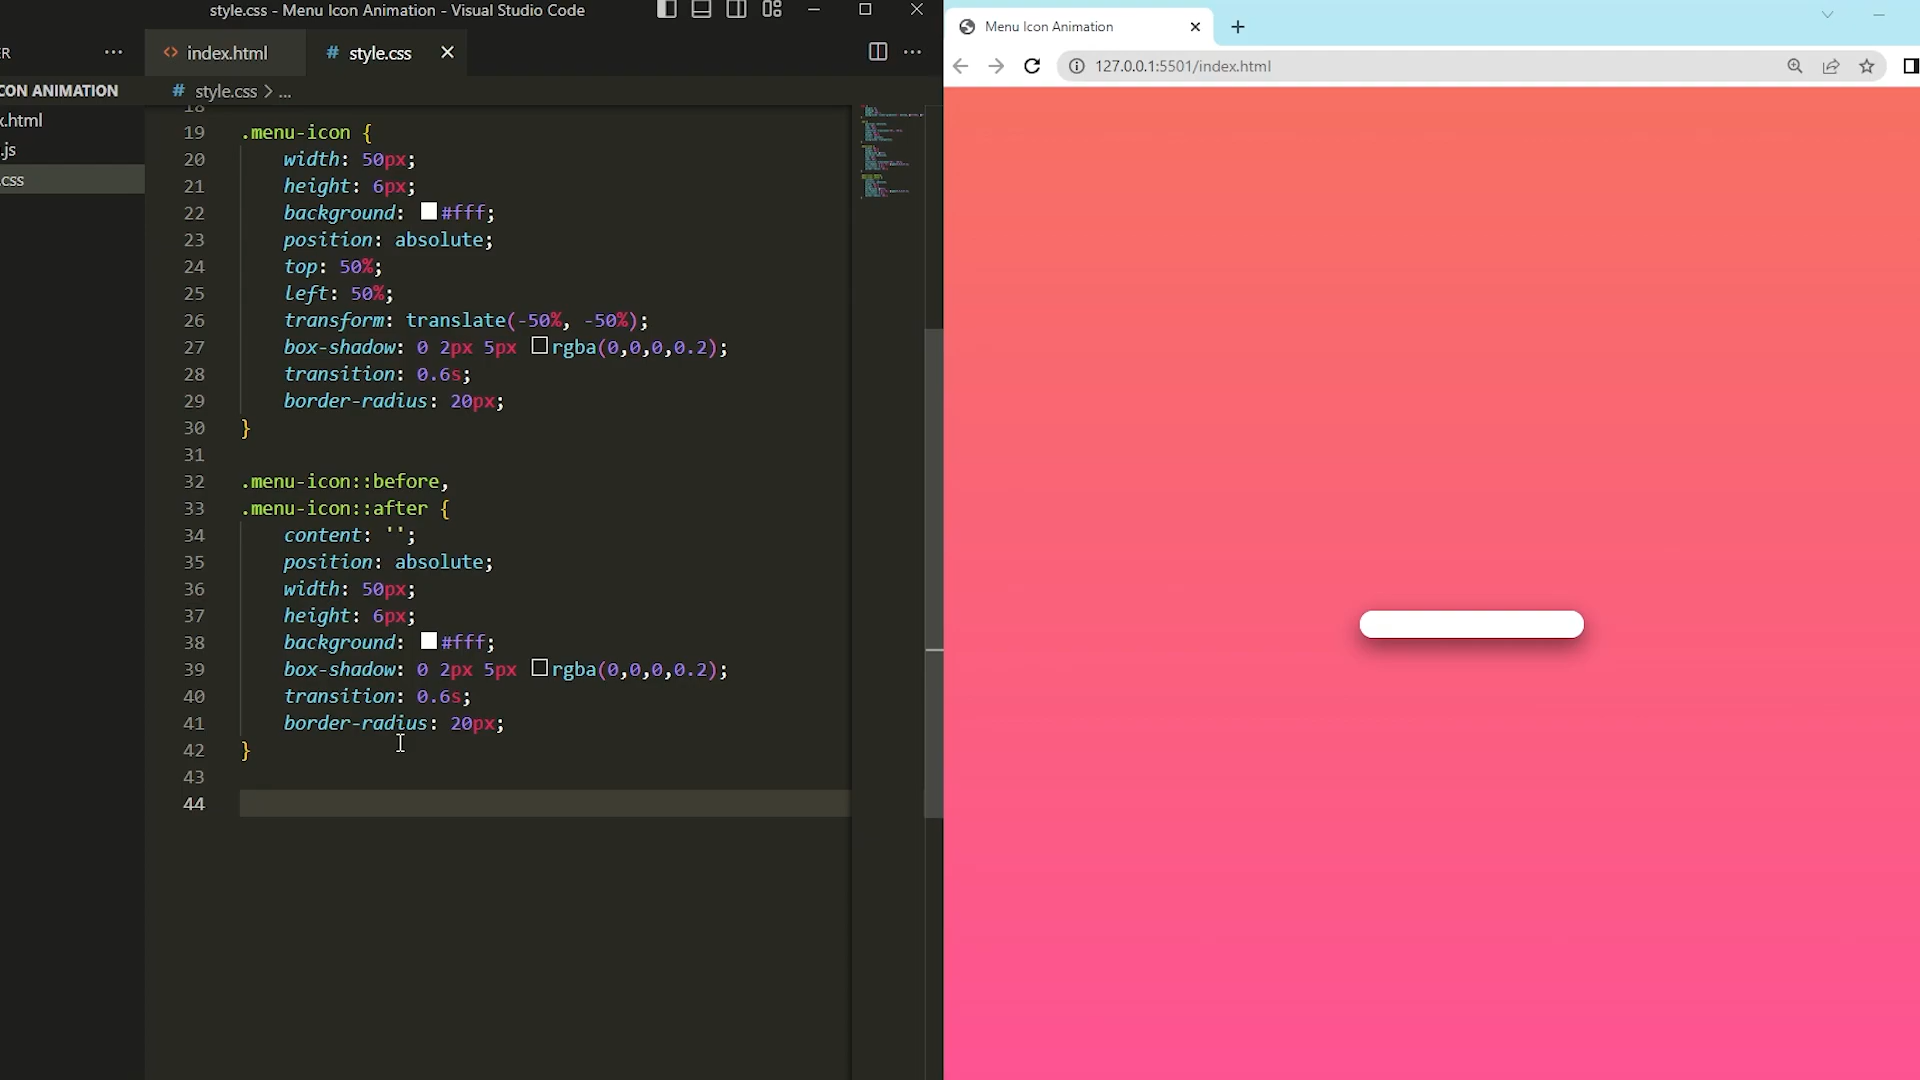 style.css - Menu Icon Animation - Visual Studio Code
R
index.html
# style.css
CON ANIMATION
# style.css > ...
x.html
.js
.css
18
19 .menu-icon {
20 width: 50px;
21 height: 6px;
22 background: #fff;
23 position: absolute;
24 top: 50%;
25 left: 50%;
26 transform: translate(-50%, -50%);
27 box-shadow: 0 2px 5px rgba(0,0,0,0.2);
28 transition: 0.6s;
29 border-radius: 20px;
30 }
31
32 .menu-icon::before,
33 .menu-icon::after {
34 content: '';
35 position: absolute;
36 width: 50px;
37 height: 6px;
38 background: #fff;
39 box-shadow: 0 2px 5px rgba(0,0,0,0.2);
40 transition: 0.6s;
41 border-radius: 20px;
42 }
43
44
Menu Icon Animation
127.0.0.1:5501/index.html